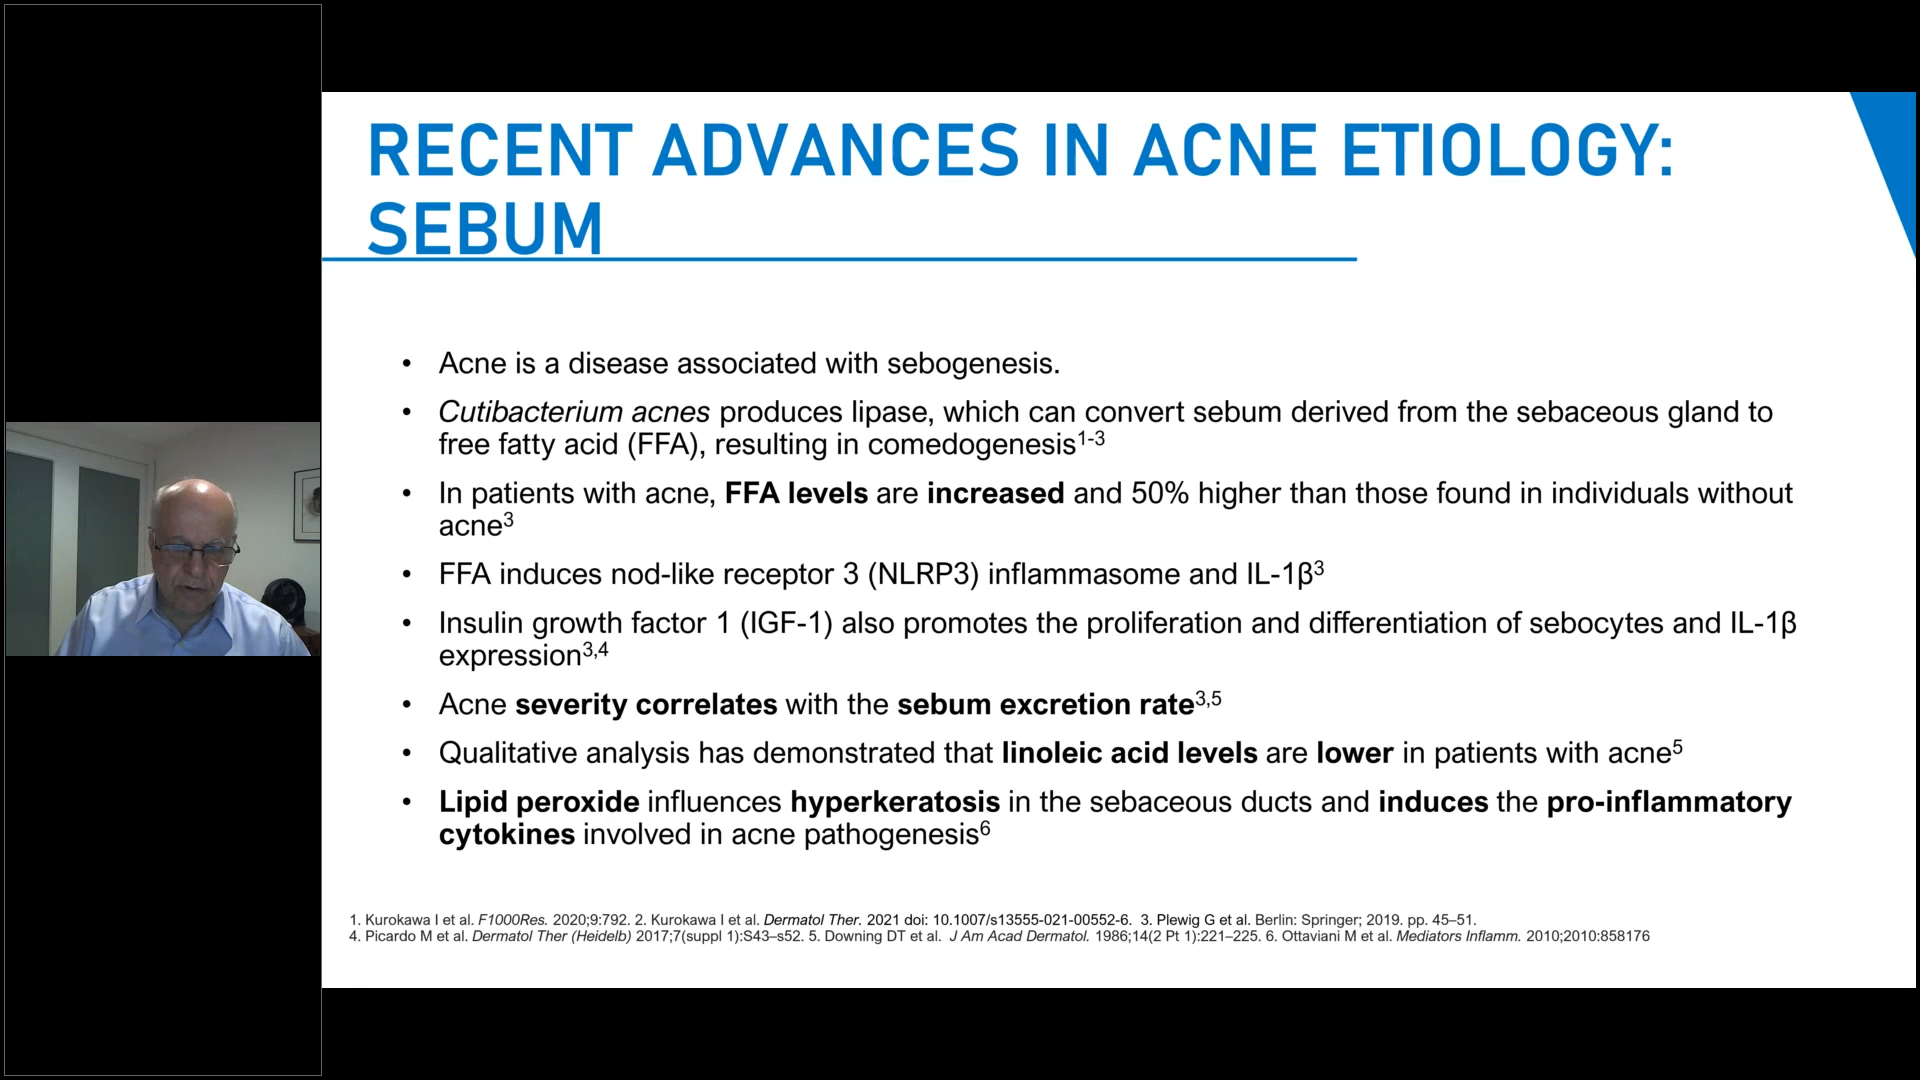 RECENT ADVANCES IN ACNE ETIOLOGY:
SEBUM
• Acne is a disease associated with sebogenesis.
• Cutibacterium acnes produces lipase, which can convert sebum derived from the sebaceous gland to
free fatty acid (FFA), resulting in comedogenesis1-3
• In patients with acne, FFA levels are increased and 50% higher than those found in individuals without
acne3
• FFA induces nod-like receptor 3 (NLRP3) inflammasome and IL-1β3
• Insulin growth factor 1 (IGF-1) also promotes the proliferation and differentiation of sebocytes and IL-1β
expression3,4
• Acne severity correlates with the sebum excretion rate3,5
• Qualitative analysis has demonstrated that linoleic acid levels are lower in patients with acne5
• Lipid peroxide influences hyperkeratosis in the sebaceous ducts and induces the pro-inflammatory
cytokines involved in acne pathogenesis6
1. Kurokawa I et al. F1000Res. 2020;9:792. 2. Kurokawa I et al. Dermatol Ther. 2021 doi: 10.1007/s13555-021-00552-6. 3. Plewig G et al. Berlin: Springer; 2019. pp. 45–51.
4. Picardo M et al. Dermatol Ther (Heidelb) 2017;7(suppl 1):S43–s52. 5. Downing DT et al. J Am Acad Dermatol. 1986;14(2 Pt 1):221–225. 6. Ottaviani M et al. Mediators Inflamm. 2010;2010:858176